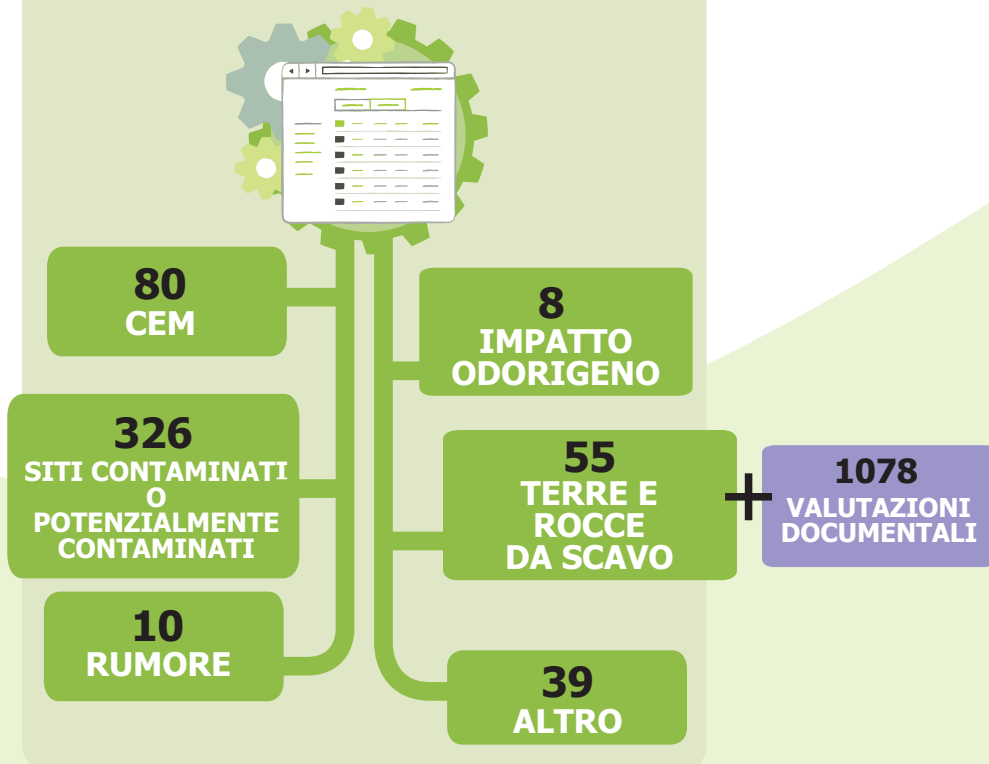 80
CEM
8
IMPATTO
ODORIGENO
326
SITI CONTAMINATI
O
POTENZIALMENTE
CONTAMINATI
55
TERRE E
ROCCE
DA SCAVO
+
1078
VALUTAZIONI
DOCUMENTALI
10
RUMORE
39
ALTRO